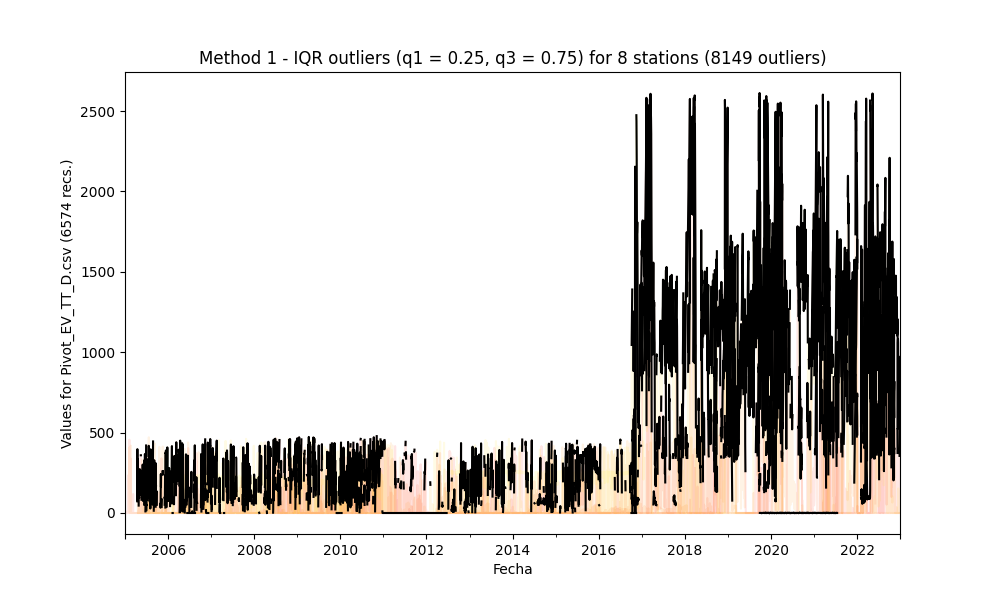 Method 1 - IQR outliers (q1 = 0.25, q3 = 0.75) for 8 stations (8149 outliers)
Values for Pivot_EV_TT_D.csv (6574 recs.)
2500
2000
1500
1000
500
0
2006 2008 2010 2012 2014 2016 2018 2020 2022
Fecha